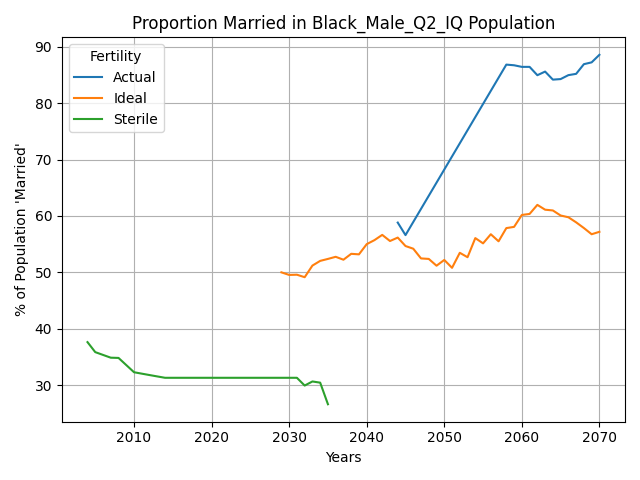 Proportion Married in Black_Male_Q2_IQ Population
% of Population 'Married'
90
80
70
60
50
40
30
Fertility
Actual
Ideal
Sterile
2010 2020 2030 2040 2050 2060 2070
Years